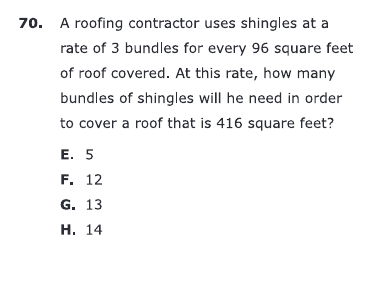 70. A roofing contractor uses shingles at a
rate of 3 bundles for every 96 square feet
of roof covered. At this rate, how many
bundles of shingles will he need in order
to cover a roof that is 416 square feet?
E. 5
F. 12
G. 13
H. 14